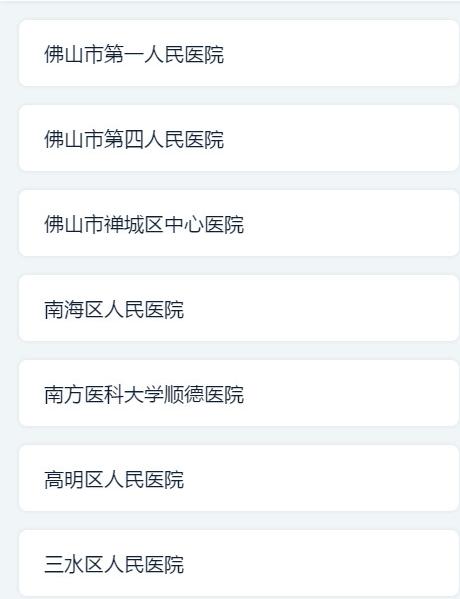 佛山市第一人民医院
佛山市第四人民医院
佛山市禅城区中心医院
南海区人民医院
南方医科大学顺德医院
高明区人民医院
三水区人民医院